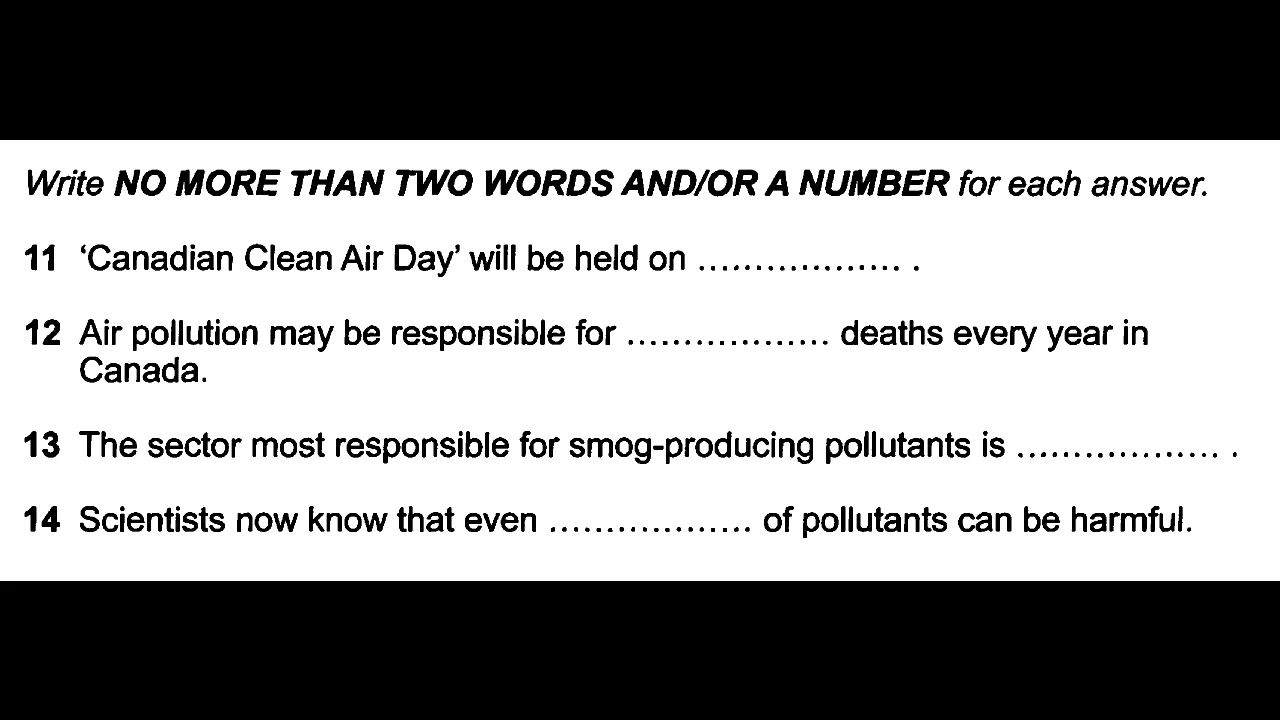 Write NO MORE THAN TWO WORDS AND/OR A NUMBER for each answer.
11 ‘Canadian Clean Air Day’ will be held on .................. .
12 Air pollution may be responsible for .................. deaths every year in
Canada.
13 The sector most responsible for smog-producing pollutants is .................. .
14 Scientists now know that even .................. of pollutants can be harmful.